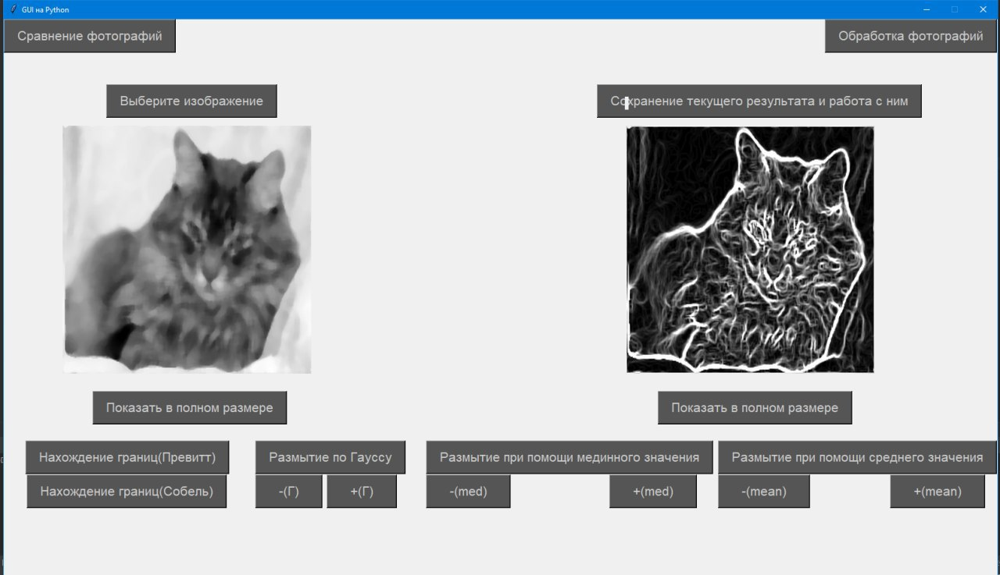 GUI на Python
Сравнение фотографий
Обработка фотографий
Выберите изображение
Сохранение текущего результата и работа с ним
Показать в полном размере
Показать в полном размере
Нахождение границ(Превитт)
Размытие по Гауссу
Размытие при помощи мединного значения
Размытие при помощи среднего значения
Нахождение границ(Собель)
-(Г)
+(Г)
-(med)
+(med)
-(mean)
+(mean)